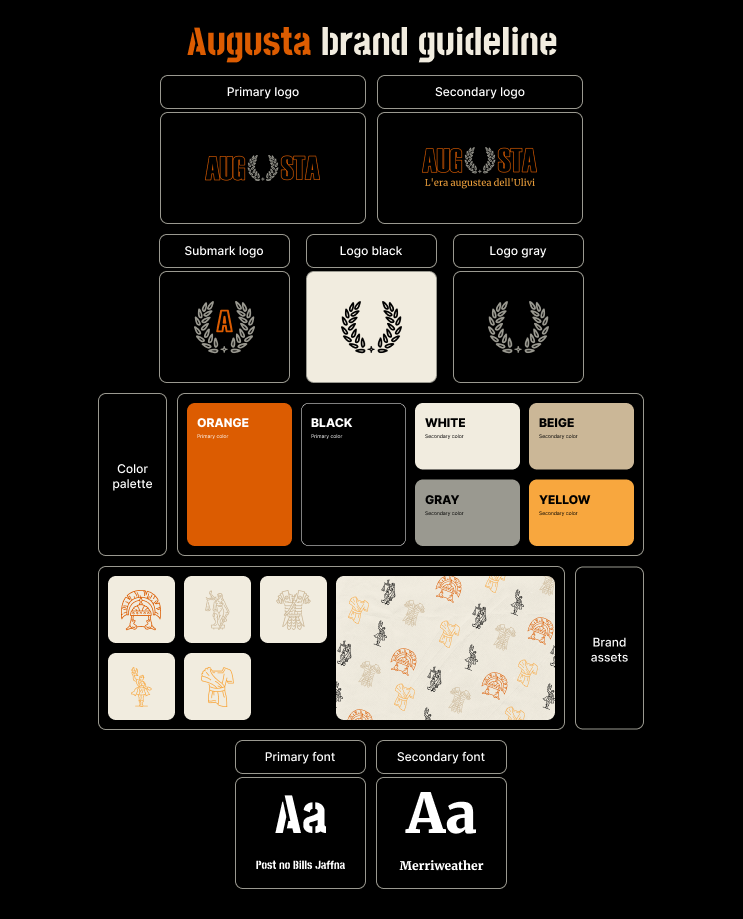 Augusta brand guideline
Primary logo
Secondary logo
AUG STA
AUG STA
L'era augustea dell'Ulivi
Submark logo
Logo black
Logo gray
A
Color
palette
ORANGE
Primary color
BLACK
Primary color
WHITE
Secondary color
BEIGE
Secondary color
GRAY
Secondary color
YELLOW
Secondary color
Brand
assets
Primary font
Secondary font
Aa
Aa
Post no Bills Jaffna
Merriweather